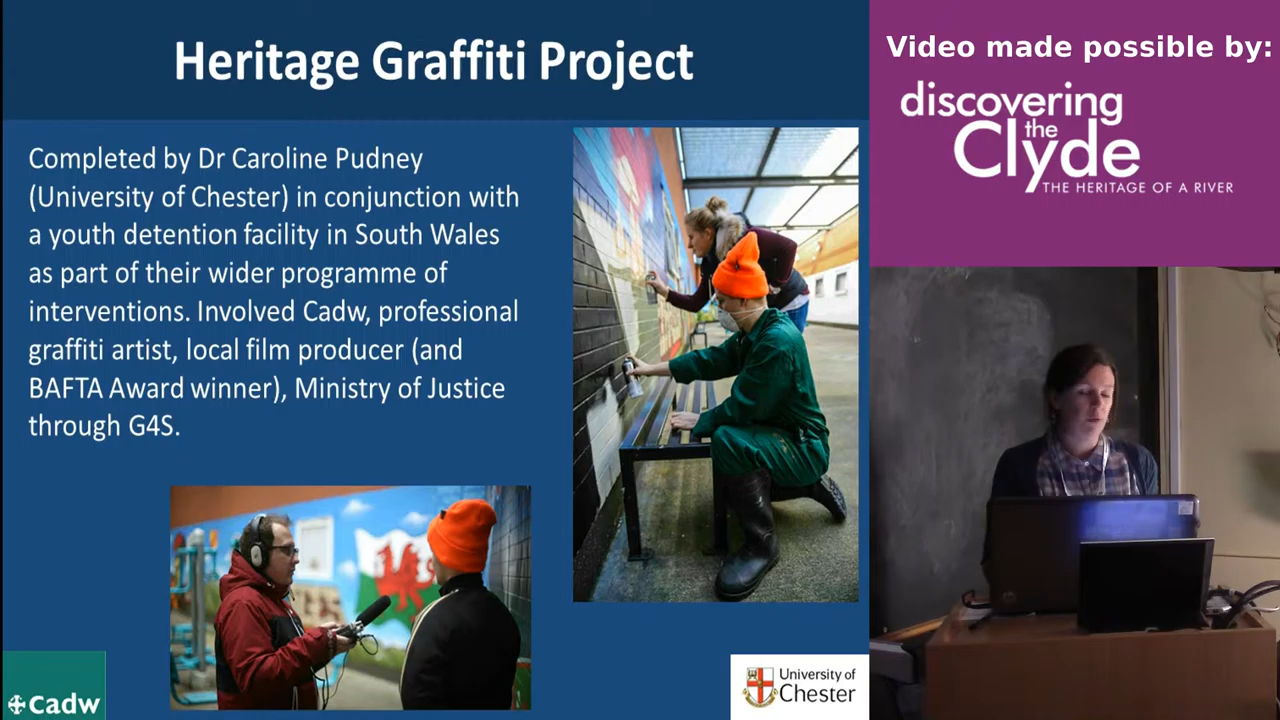 Heritage Graffiti Project
Completed by Dr Caroline Pudney
(University of Chester) in conjunction with
a youth detention facility in South Wales
as part of their wider programme of
interventions. Involved Cadw, professional
graffiti artist, local film producer (and
BAFTA Award winner), Ministry of Justice
through G4S.
Cadw
University of
Chester
Video made possible by:
discovering
the
Clyde
THE HERITAGE OF A RIVER